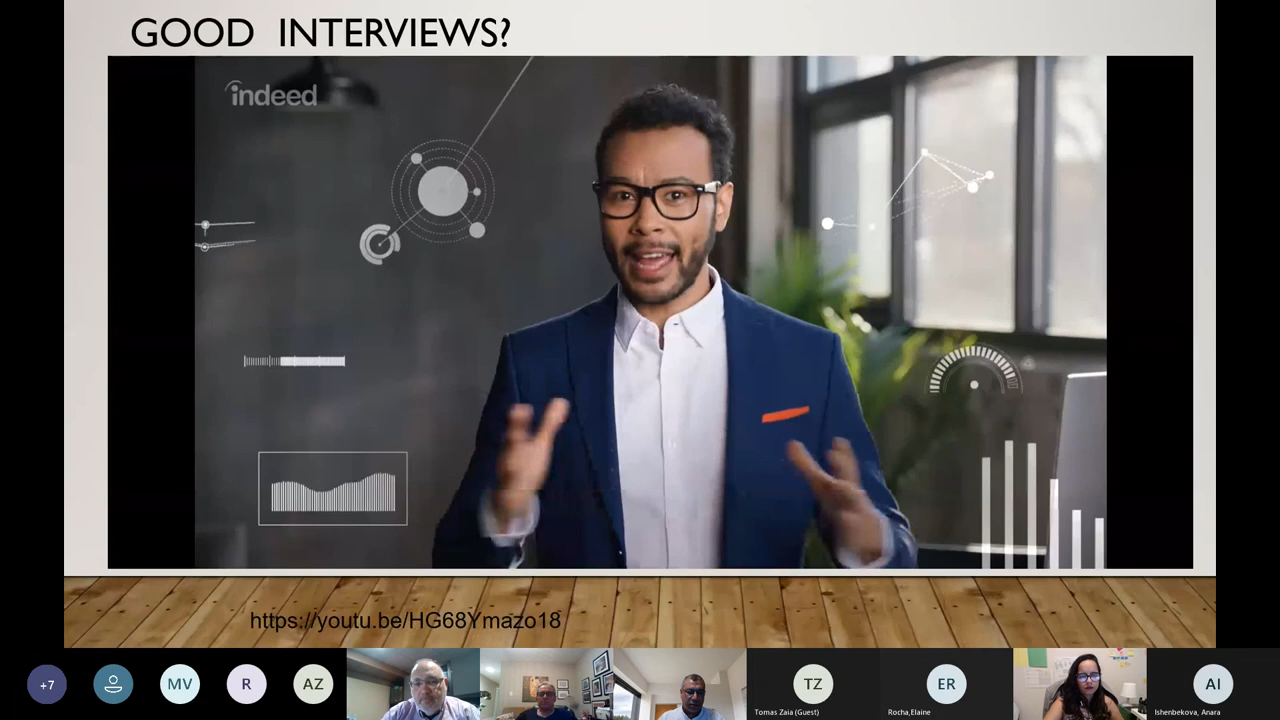 GOOD INTERVIEWS?
indeed
https://youtu.be/HG68Ymazo18
+7
MV
R
AZ
TZ
Tomas Zaia (Guest)
ER
Rocha,Elaine
AI
Ishenbekova, Anara